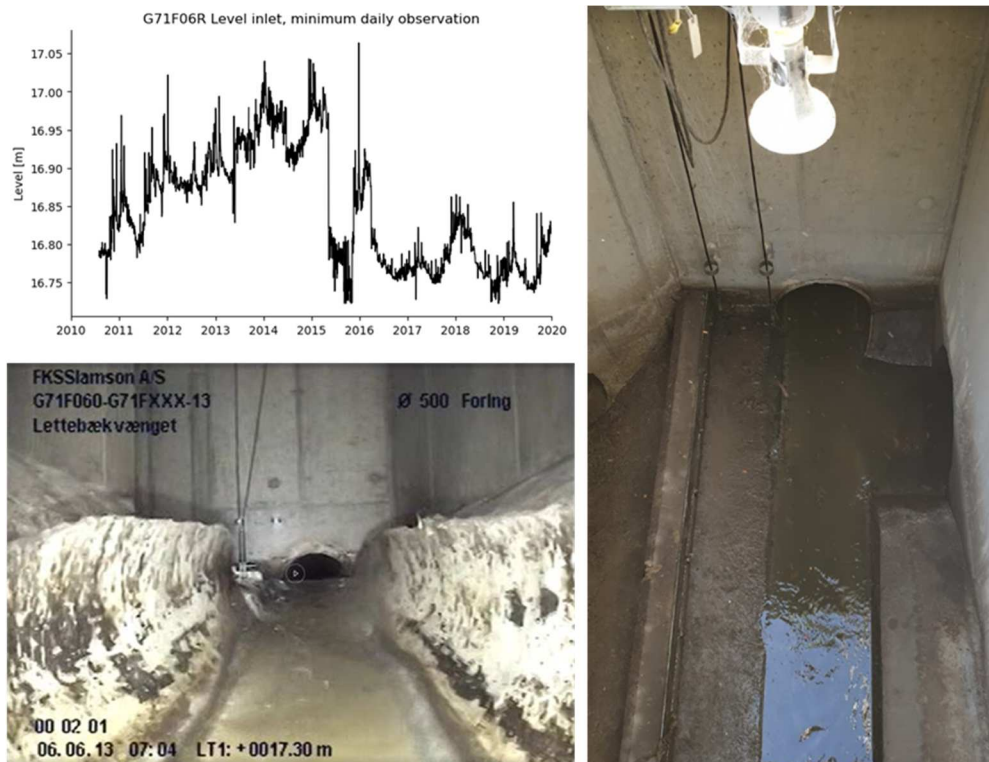 G71F06R Level inlet, minimum daily observation
Level [m]
17.05
17.00
16.95
16.90
16.85
16.80
16.75
2010 2011 2012 2013 2014 2015 2016 2017 2018 2019 2020
FKSSlamson A/S
G71F060-G71FXXX-13 Ø 500 Foring
Lettebækvænget
00 02 01
06.06.13 07:04 LT1: +0017.30 m